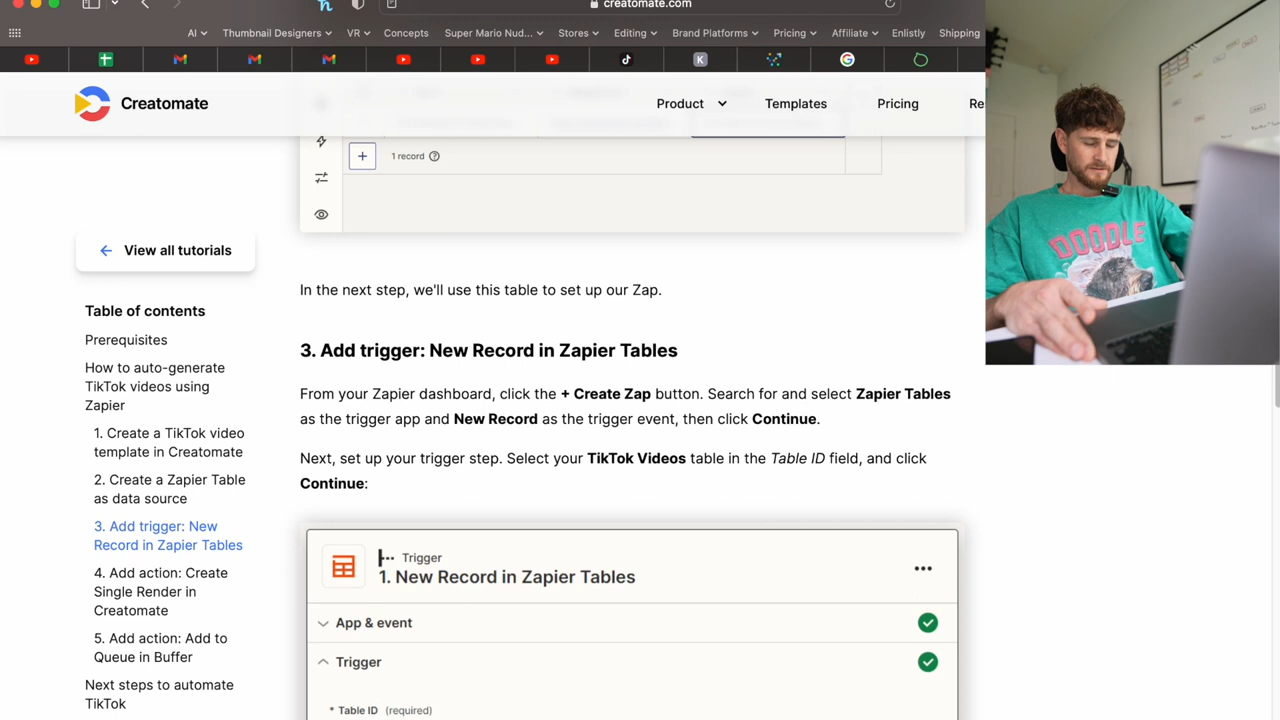 creatomate.com
AI
Thumbnail Designers
VR
Concepts
Super Mario Nud...
Stores
Editing
Brand Platforms
Pricing
Affiliate
Enlistly
Shipping
K
Creatomate
Product
Templates
Pricing
Re
1 record
View all tutorials
Table of contents
Prerequisites
How to auto-generate
TikTok videos using
Zapier
1. Create a TikTok video
template in Creatomate
2. Create a Zapier Table
as data source
3. Add trigger: New
Record in Zapier Tables
4. Add action: Create
Single Render in
Creatomate
5. Add action: Add to
Queue in Buffer
Next steps to automate
TikTok
In the next step, we'll use this table to set up our Zap.
3. Add trigger: New Record in Zapier Tables
From your Zapier dashboard, click the + Create Zap button. Search for and select Zapier Tables
as the trigger app and New Record as the trigger event, then click Continue.
Next, set up your trigger step. Select your TikTok Videos table in the Table ID field, and click
Continue:
Trigger
1. New Record in Zapier Tables
App & event
Trigger
* Table ID (required)
DOODLE